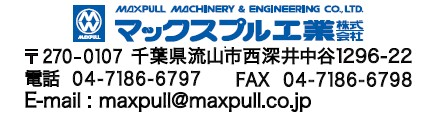 MAXPULL MACHINERY & ENGINEERING CO.,LTD.
MAXPULL マックスプル工業株式会社
〒270-0107 千葉県流山市西深井中谷1296-22
電話 04-7186-6797 FAX 04-7186-6798
E-mail : maxpull@maxpull.co.jp